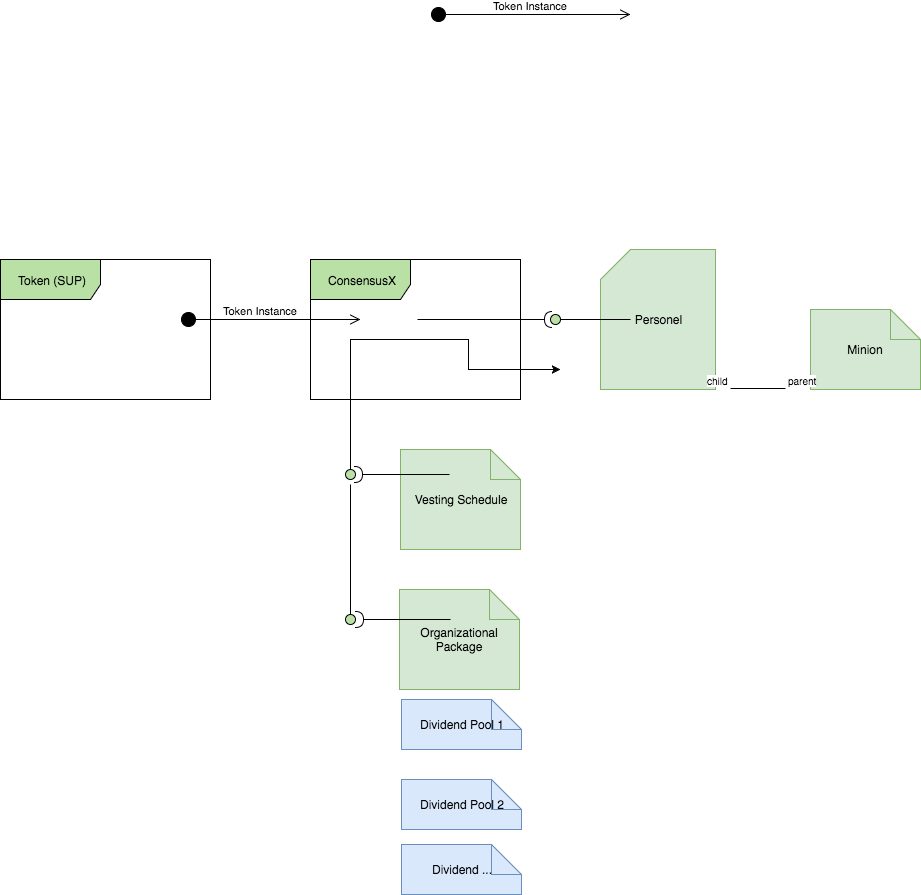 Token Instance
Token (SUP)
ConsensusX
Token Instance
Personel
Minion
child
parent
Vesting Schedule
Organizational
Package
Dividend Pool 1
Dividend Pool 2
Dividend ...